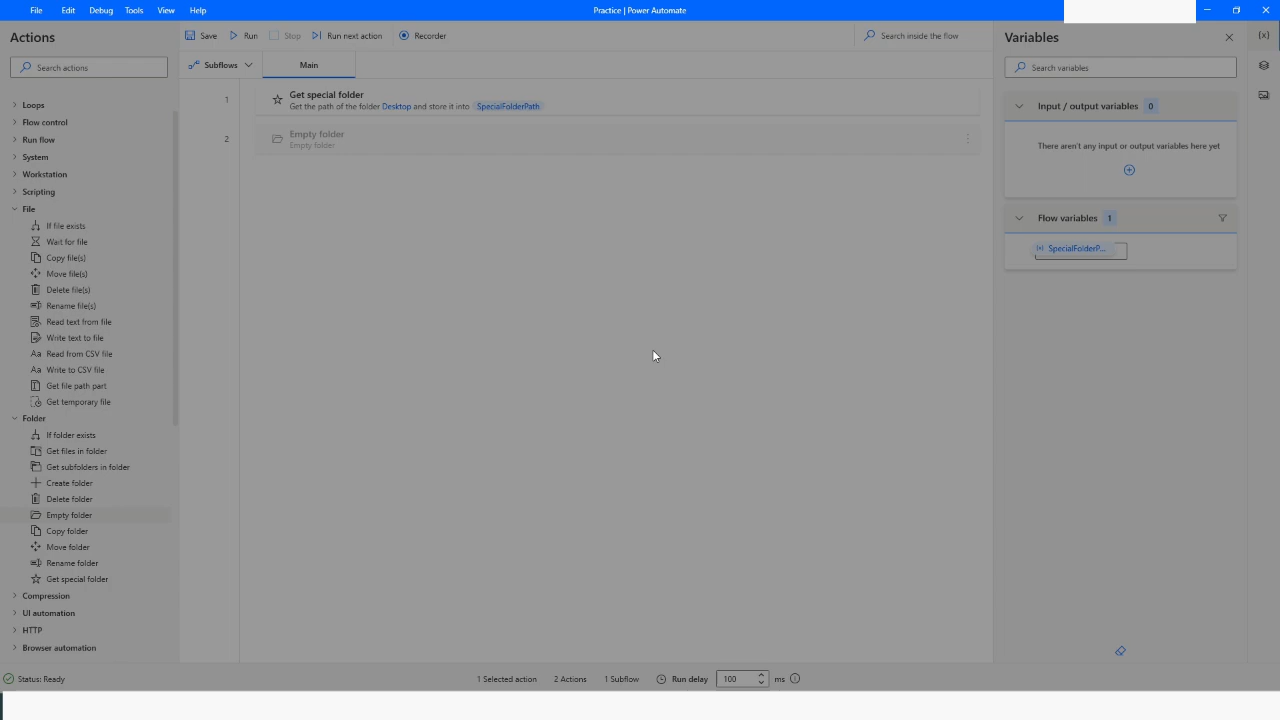 File Edit Debug Tools View Help
Practice | Power Automate
Actions
Search actions
Loops
Flow control
Run flow
System
Workstation
Scripting
File
If file exists
Wait for file
Copy file(s)
Move file(s)
Delete file(s)
Rename file(s)
Read text from file
Write text to file
Read from CSV file
Write to CSV file
Get file path part
Get temporary file
Folder
If folder exists
Get files in folder
Get subfolders in folder
Create folder
Delete folder
Empty folder
Copy folder
Move folder
Rename folder
Get special folder
Compression
UI automation
HTTP
Browser automation
Save Run Stop Run next action Recorder
Search inside the flow
Subflows
Main
1
Get special folder
Get the path of the folder Desktop and store it into SpecialFolderPath
2
Empty folder
Empty folder
Variables
Search variables
Input / output variables 0
There aren't any input or output variables here yet
Flow variables 1
(x) SpecialFolderP...
{x}
Status: Ready
1 Selected action 2 Actions 1 Subflow Run delay 100 ms